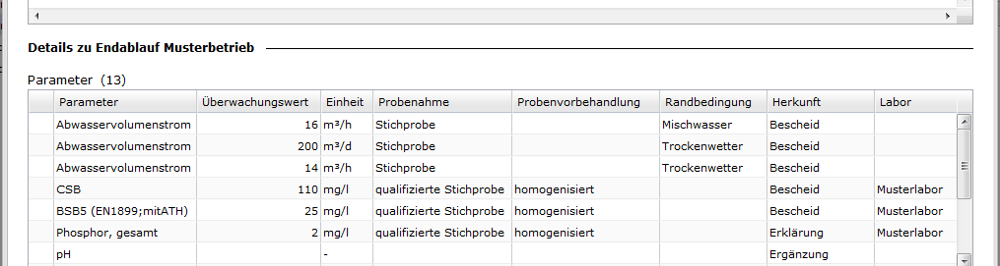 Details zu Endablauf Musterbetrieb
Parameter (13)
Parameter Überwachungswert Einheit Probenahme Probenvorbehandlung Randbedingung Herkunft Labor
Abwasservolumenstrom 16 m³/h Stichprobe Mischwasser Bescheid
Abwasservolumenstrom 200 m³/d Stichprobe Trockenwetter Bescheid
Abwasservolumenstrom 14 m³/h Stichprobe Trockenwetter Bescheid
CSB 110 mg/l qualifizierte Stichprobe homogenisiert Bescheid Musterlabor
BSB5 (EN1899;mitATH) 25 mg/l qualifizierte Stichprobe homogenisiert Bescheid Musterlabor
Phosphor, gesamt 2 mg/l qualifizierte Stichprobe homogenisiert Erklärung Musterlabor
pH - Ergänzung